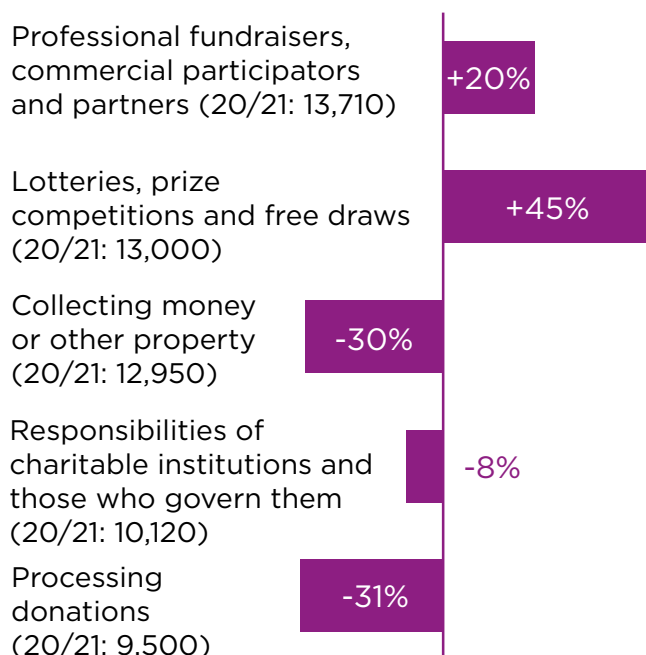 Professional fundraisers,
commercial participators
and partners (20/21: 13,710)
+20%
Lotteries, prize
competitions and free draws
(20/21: 13,000)
+45%
Collecting money
or other property
(20/21: 12,950)
-30%
Responsibilities of
charitable institutions and
those who govern them
(20/21: 10,120)
-8%
Processing
donations
(20/21: 9,500)
-31%